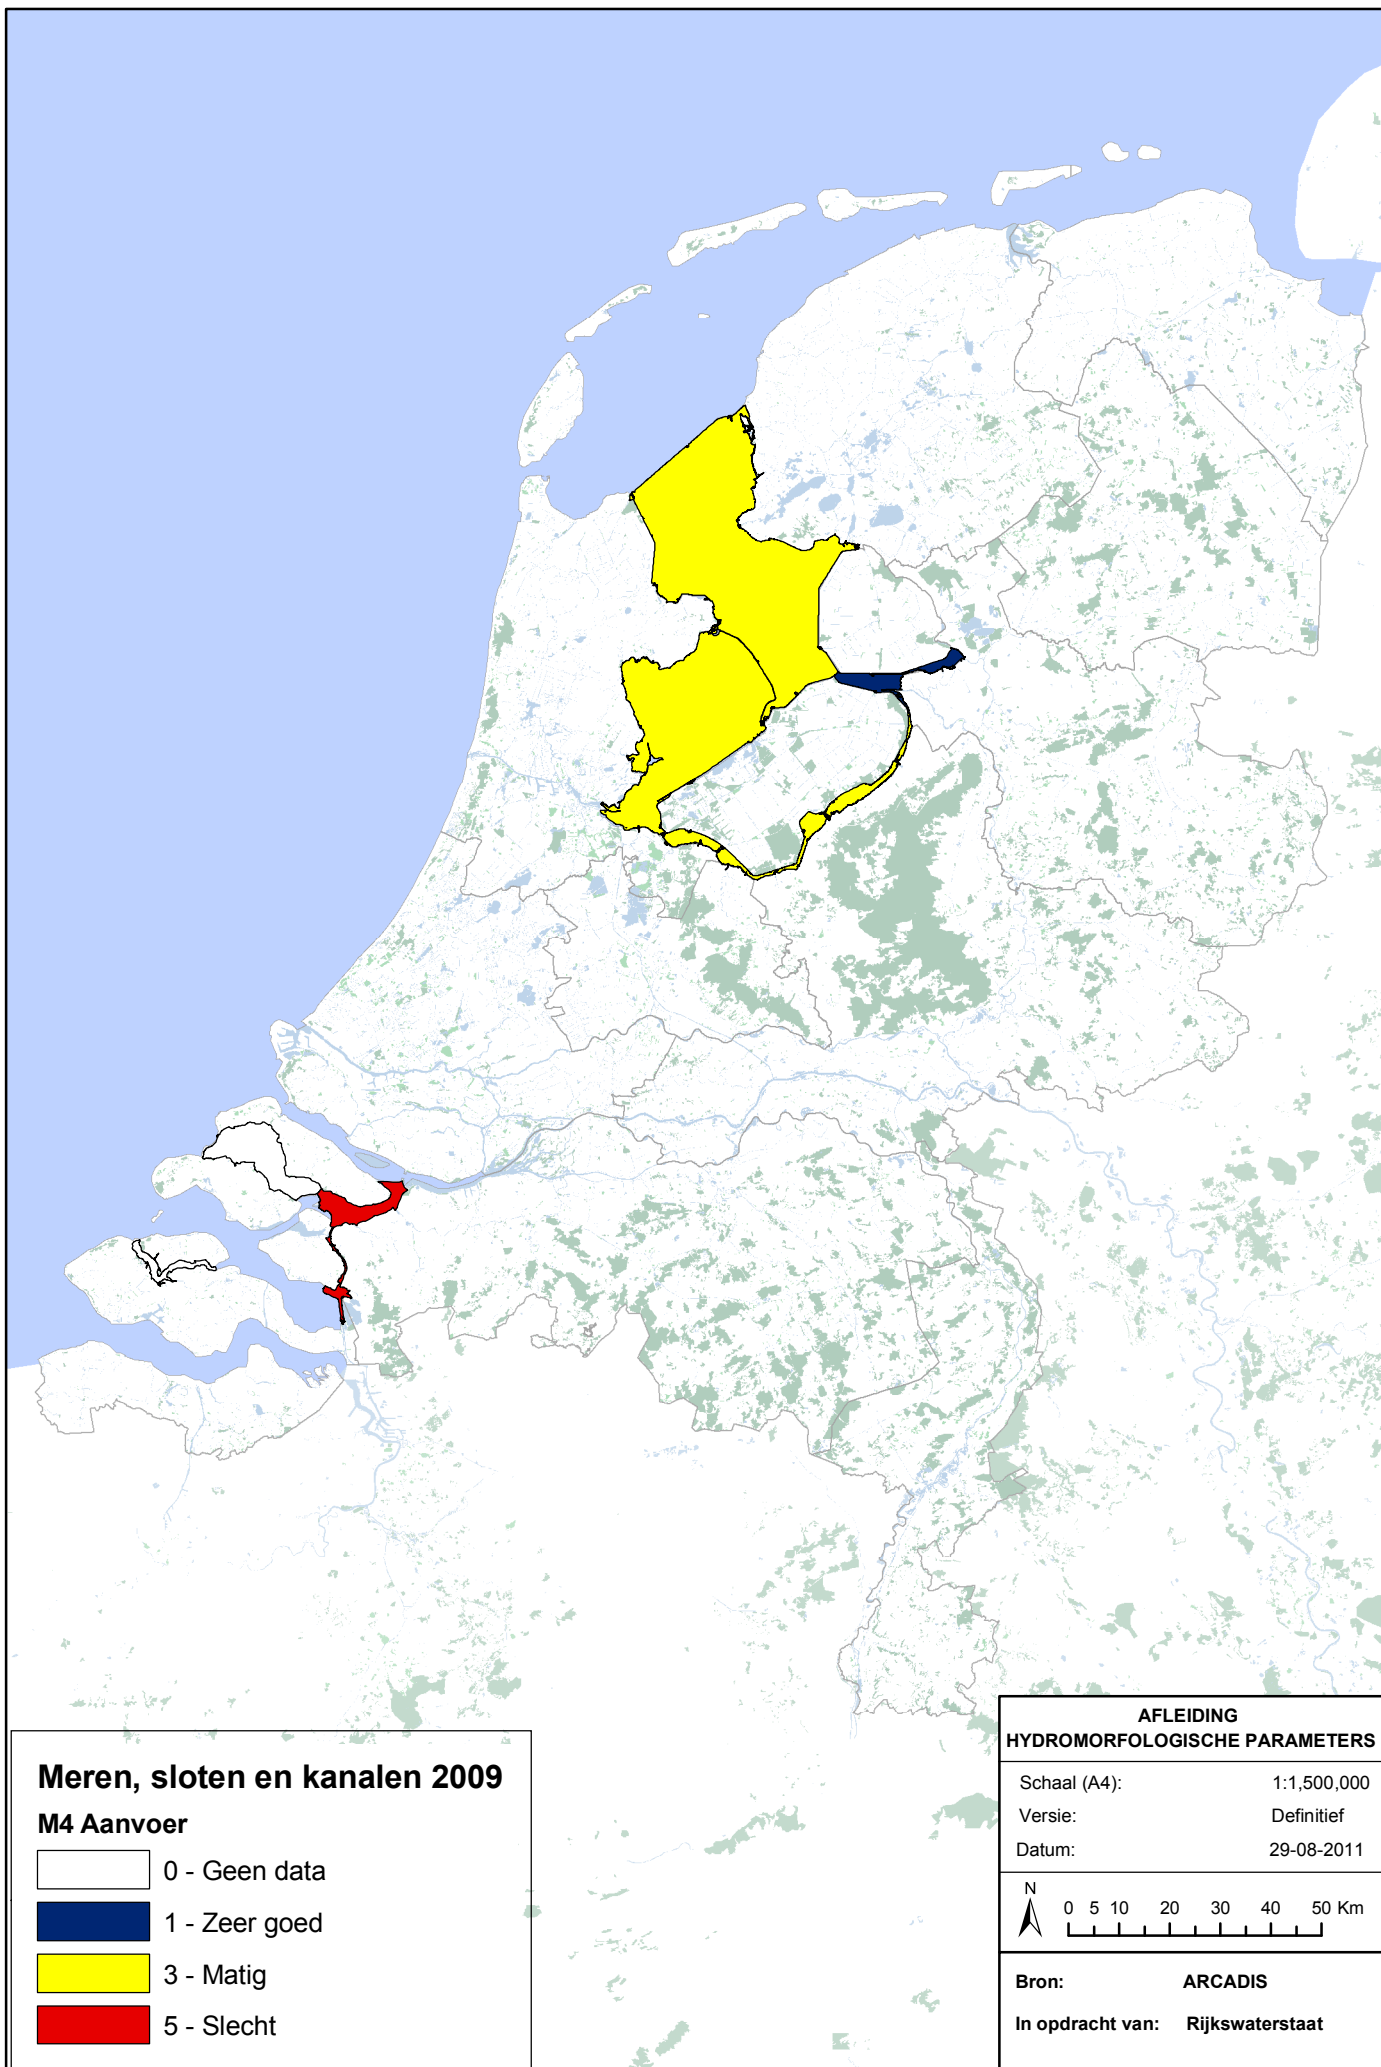 Meren, sloten en kanalen 2009
M4 Aanvoer
0 - Geen data
1 - Zeer goed
3 - Matig
5 - Slecht
AFLEIDING
HYDROMORFOLOGISCHE PARAMETERS
Schaal (A4): 1:1,500,000
Versie: Definitief
Datum: 29-08-2011
N
0 5 10 20 30 40 50 Km
Bron: ARCADIS
In opdracht van: Rijkswaterstaat